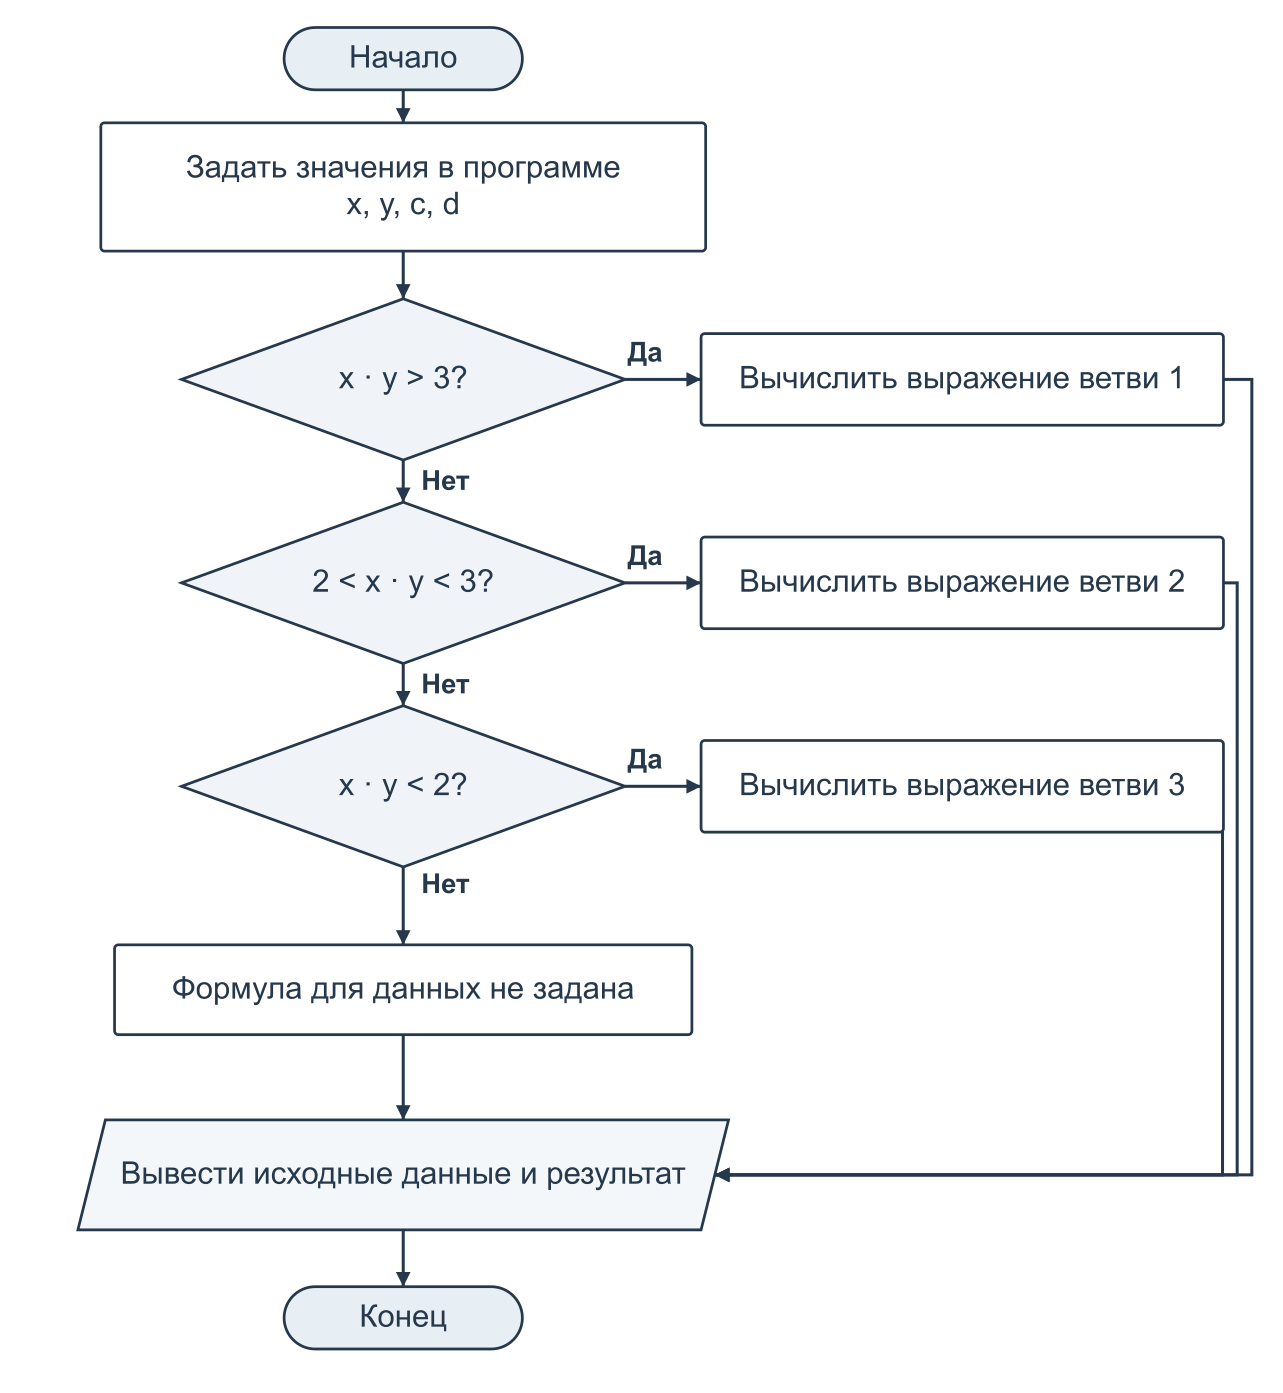 Начало
Задать значения в программе
x, y, c, d
x · y > 3?
Да
Вычислить выражение ветви 1
Нет
2 < x · y < 3?
Да
Вычислить выражение ветви 2
Нет
x · y < 2?
Да
Вычислить выражение ветви 3
Нет
Формула для данных не задана
Вывести исходные данные и результат
Конец